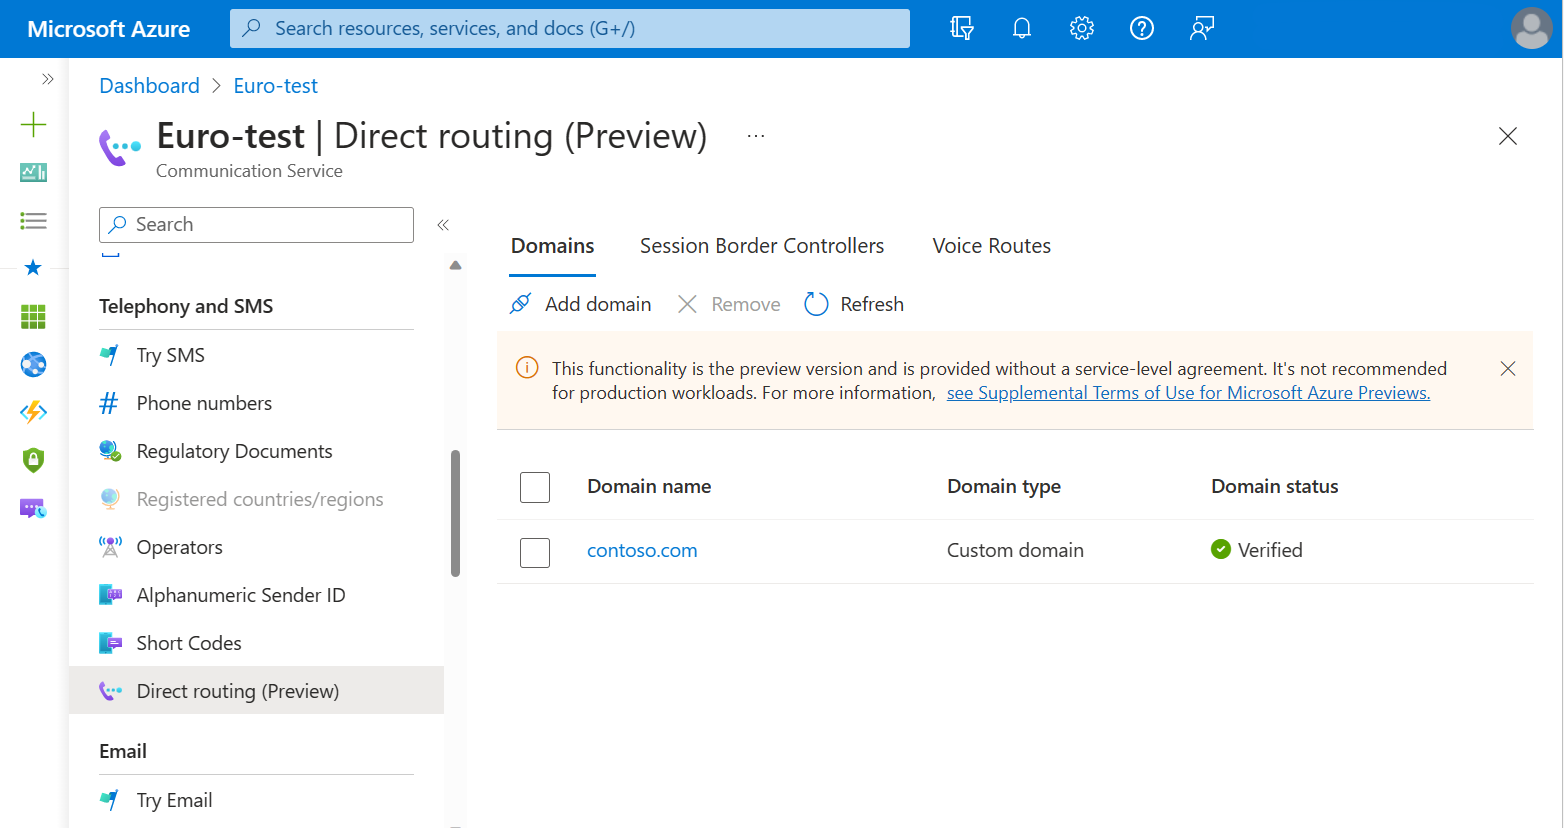 Microsoft Azure
Search resources, services, and docs (G+/)
Dashboard > Euro-test
Euro-test | Direct routing (Preview) ...
Communication Service
Search
Telephony and SMS
Try SMS
Phone numbers
Regulatory Documents
Registered countries/regions
Operators
Alphanumeric Sender ID
Short Codes
Direct routing (Preview)
Email
Try Email
Domains Session Border Controllers Voice Routes
Add domain Remove Refresh
This functionality is the preview version and is provided without a service-level agreement. It's not recommended
for production workloads. For more information, see Supplemental Terms of Use for Microsoft Azure Previews.
Domain name Domain type Domain status
contoso.com Custom domain Verified